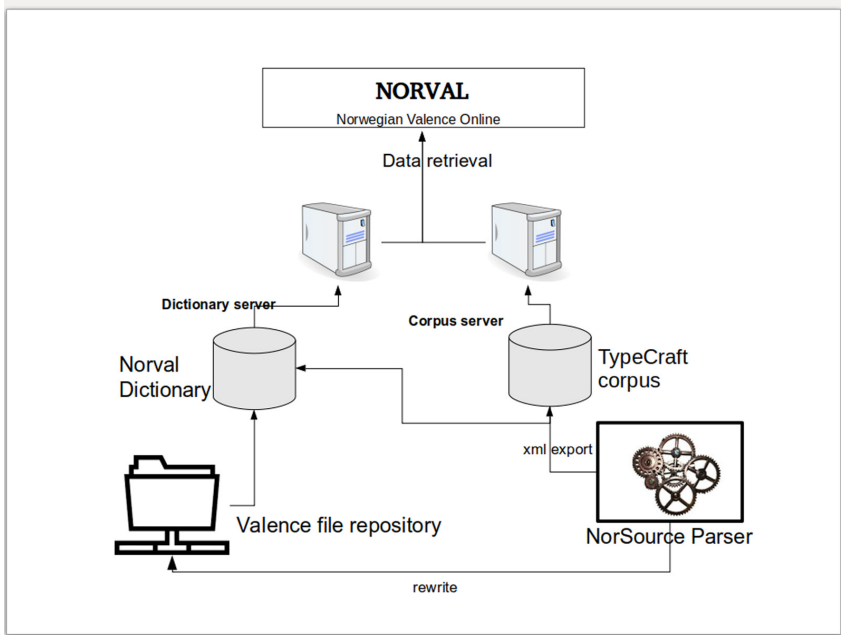 NORVAL
Norwegian Valence Online
Data retrieval
Dictionary server
Corpus server
Norval
Dictionary
TypeCraft
corpus
xml export
Valence file repository
NorSource Parser
rewrite